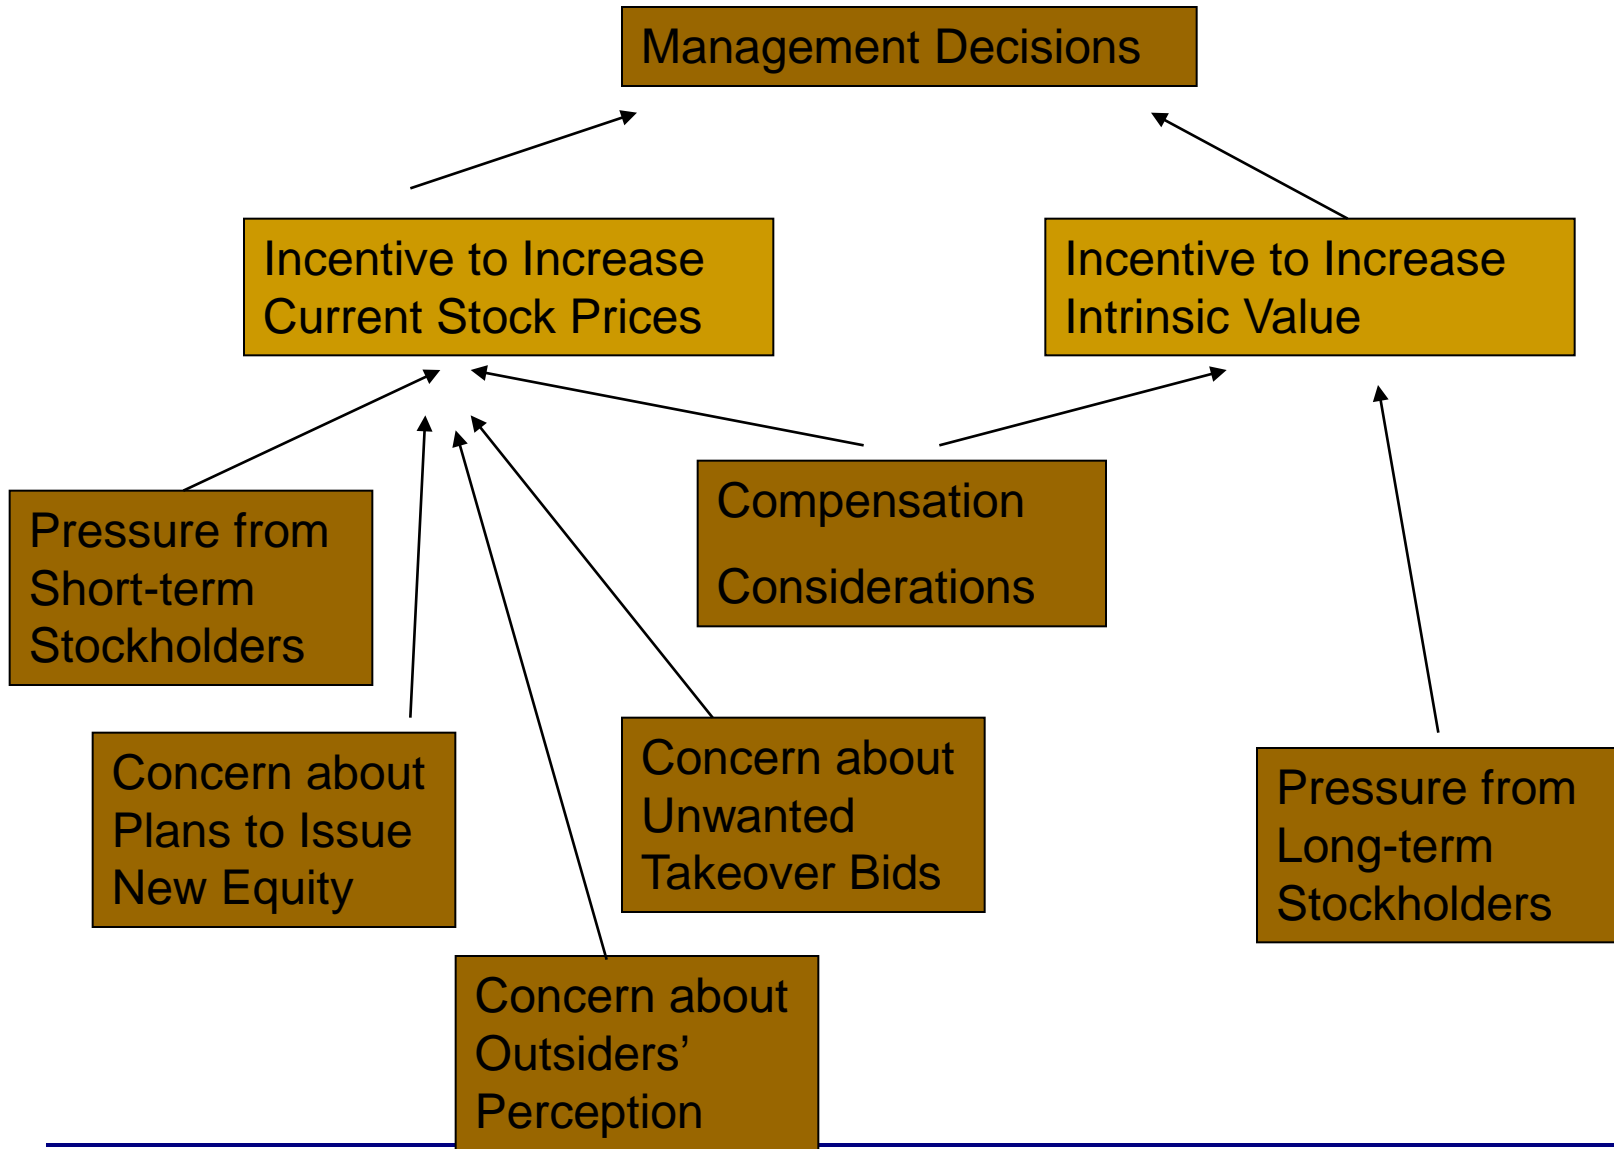 Management Decisions
Incentive to Increase
Current Stock Prices
Incentive to Increase
Intrinsic Value
Pressure from
Short-term
Stockholders
Compensation
Considerations
Concern about
Plans to Issue
New Equity
Concern about
Unwanted
Takeover Bids
Pressure from
Long-term
Stockholders
Concern about
Outsiders’
Perception